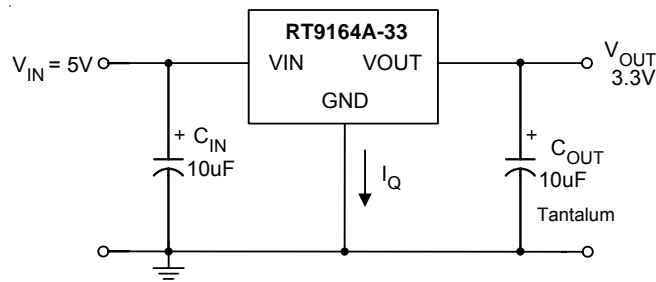 RT9164A-33
VIN VOUT
GND
V_IN = 5V
V_OUT
3.3V
+ C_IN
10uF
I_Q
+
C_OUT
10uF
Tantalum